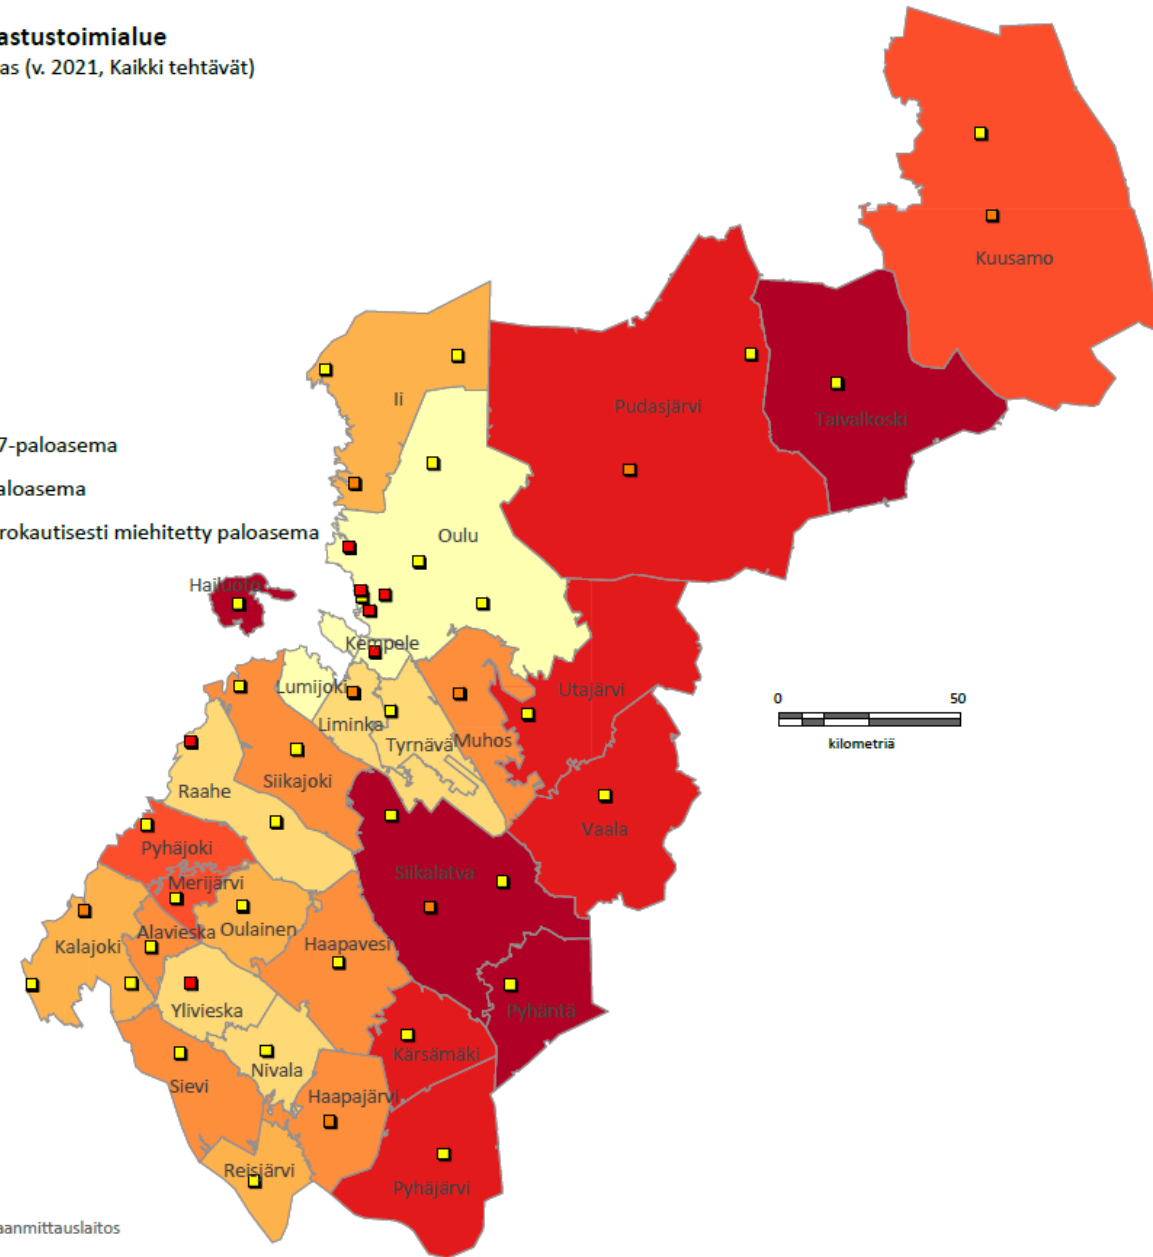 astustoimialue
as (v. 2021, Kaikki tehtävät)
Kuusamo
Ii
Pudasjärvi
Taivalkoski
7-paloasema
aloasema
rokautisesti miehitetty paloasema
Oulu
Hailuoto
Kempele
Lumijoki
Utajärvi
0 50
kilometriä
Liminka
Tyrnävä
Muhos
Siikajoki
Raahe
Vaala
Pyhäjoki
Siikalatva
Merijärvi
Alavieska
Oulainen
Kalajoki
Haapavesi
Ylivieska
Pyhäntä
Kärsämäki
Nivala
Sievi
Haapajärvi
Reisjärvi
Pyhäjärvi
aanmittauslaitos